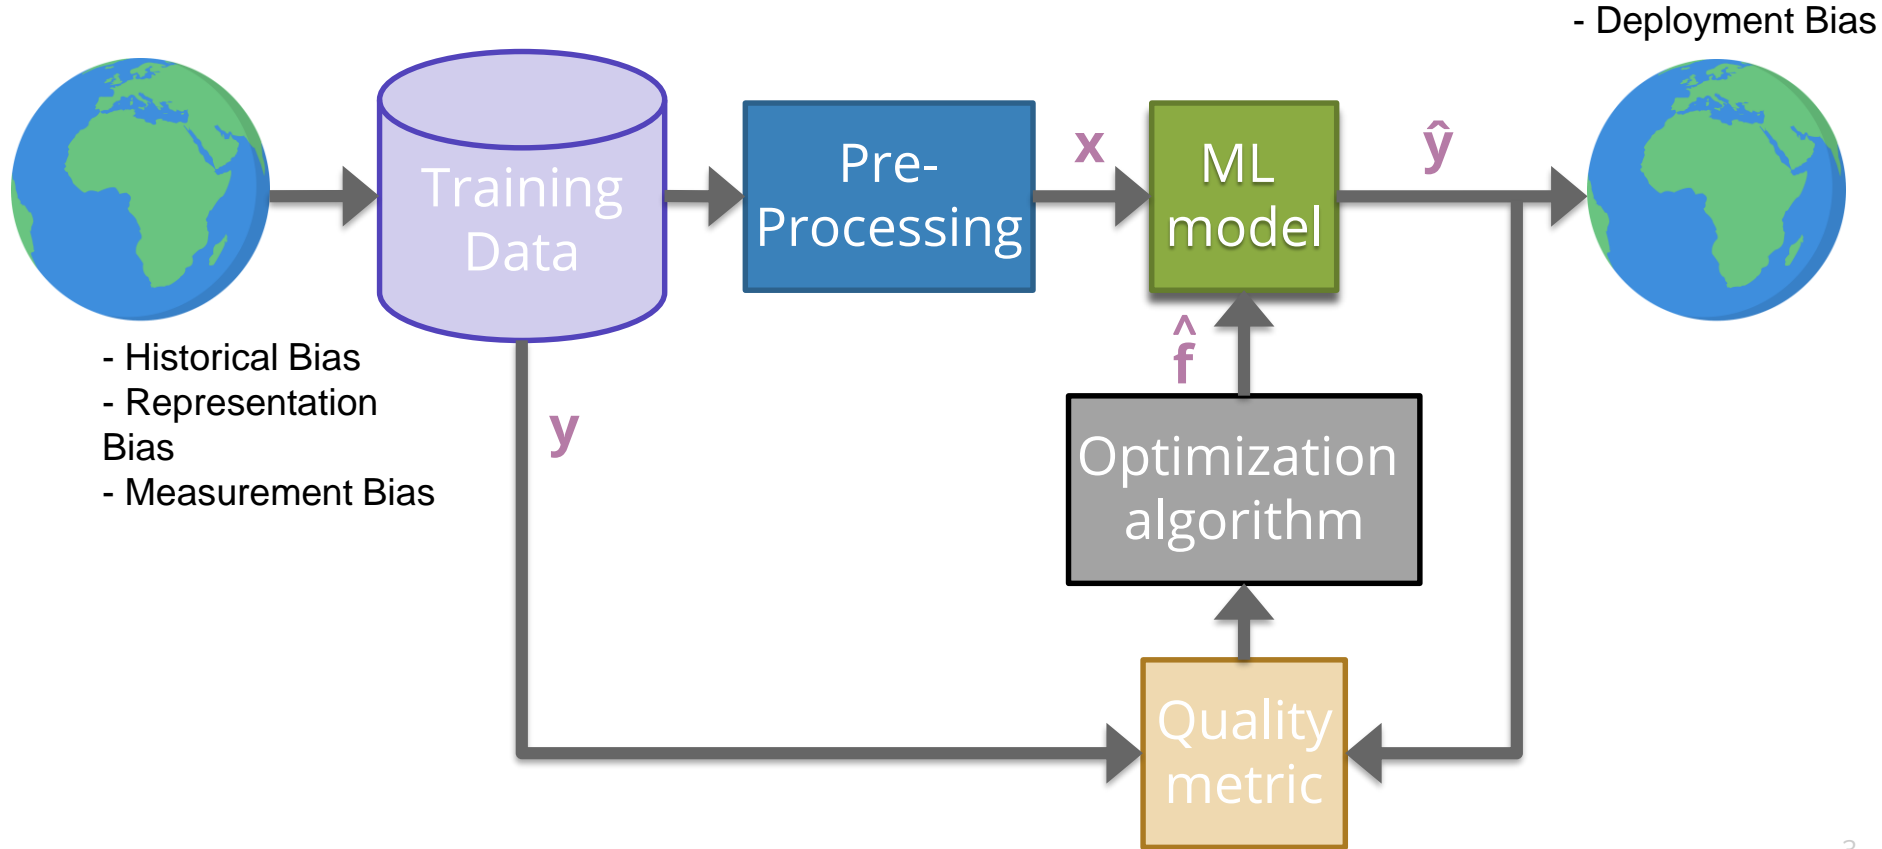 - Deployment Bias
Training
Data
Pre-
Processing
x
ML
model
ŷ
- Historical Bias
- Representation
Bias
- Measurement Bias
y
f̂
Optimization
algorithm
Quality
metric